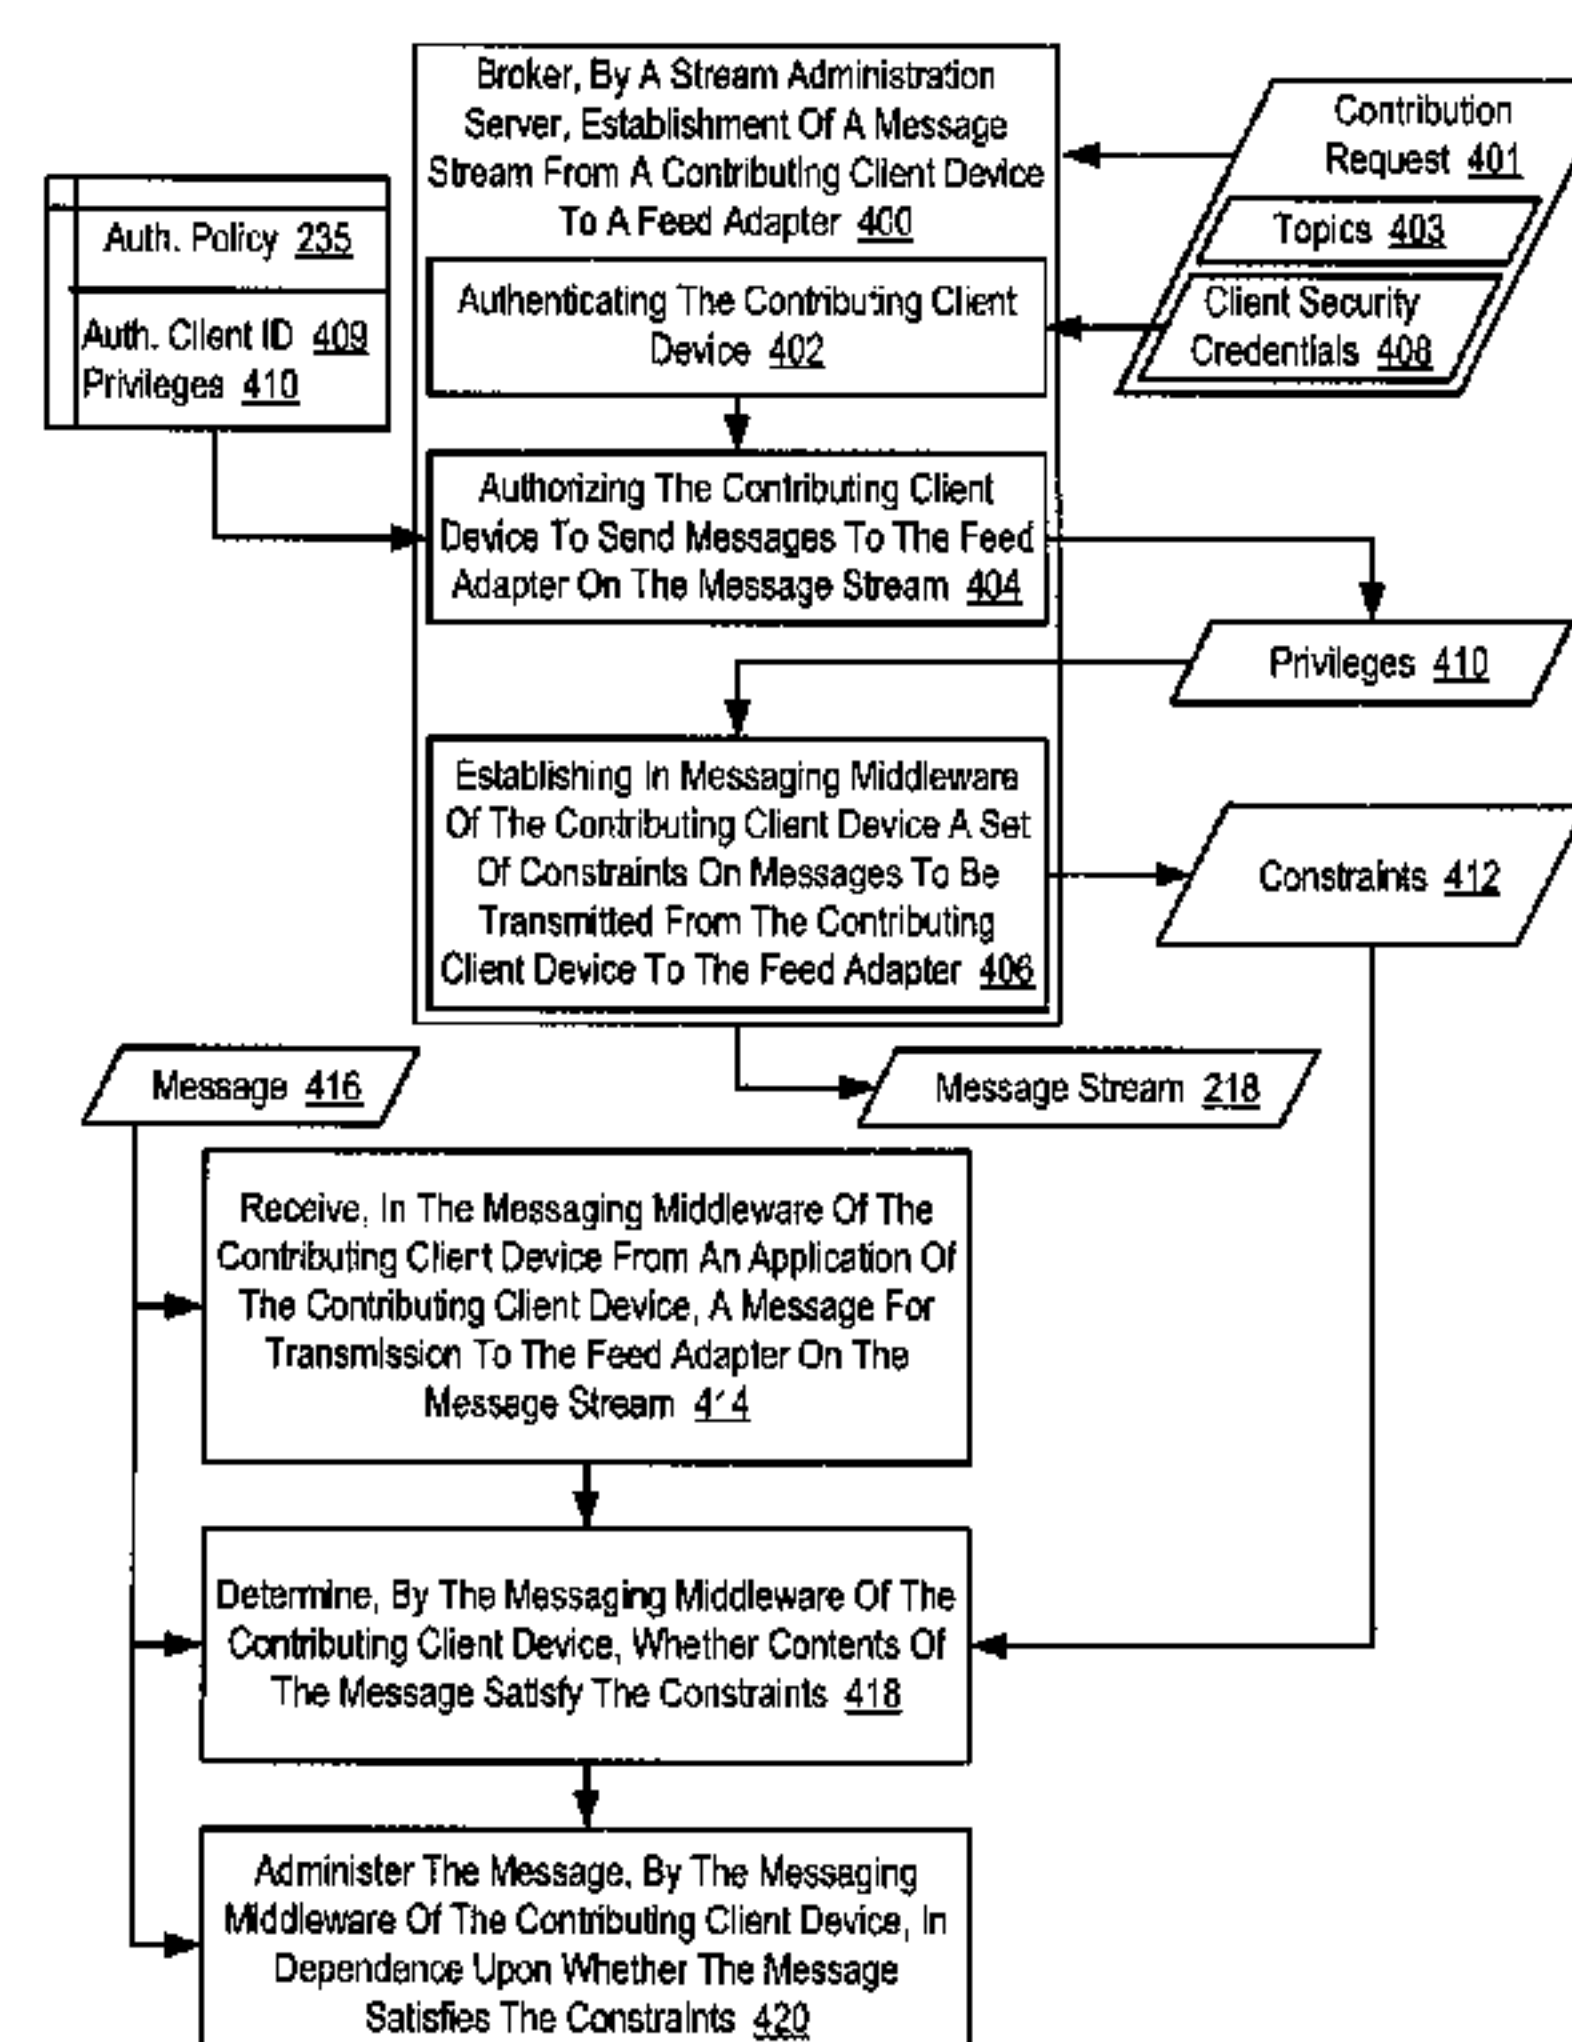 Broker, By A Stream Administration
Server, Establishment Of A Message
Stream From A Contributing Client Device
To A Feed Adapter 400
Contribution
Request 401
Topics 403
Client Security
Credentials 408
Auth. Policy 235
Auth. Client ID 409
Privileges 410
Authenticating The Contributing Client
Device 402
Authorizing The Contributing Client
Device To Send Messages To The Feed
Adapter On The Message Stream 404
Privileges 410
Establishing In Messaging Middleware
Of The Contributing Client Device A Set
Of Constraints On Messages To Be
Transmitted From The Contributing
Client Device To The Feed Adapter 406
Constraints 412
Message 416
Message Stream 218
Receive, In The Messaging Middleware Of The
Contributing Client Device From An Application Of
The Contributing Client Device, A Message For
Transmission To The Feed Adapter On The
Message Stream 414
Determine, By The Messaging Middleware Of The
Contributing Client Device, Whether Contents Of
The Message Satisfy The Constraints 418
Administer The Message, By The Messaging
Middleware Of The Contributing Client Device, In
Dependence Upon Whether The Message
Satisfies The Constraints 420